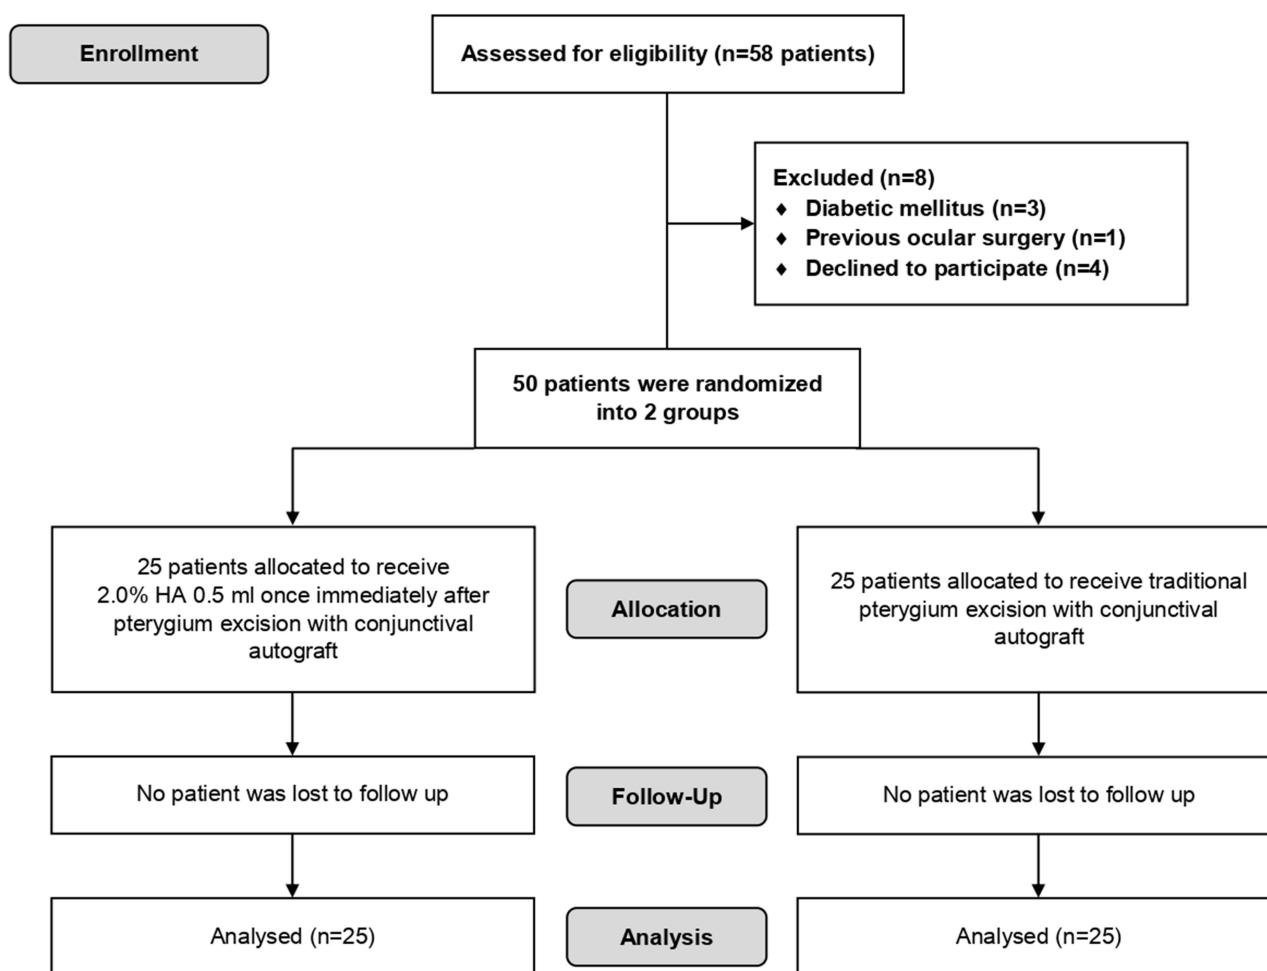 Enrollment
Assessed for eligibility (n=58 patients)
Excluded (n=8)
♦ Diabetic mellitus (n=3)
♦ Previous ocular surgery (n=1)
♦ Declined to participate (n=4)
50 patients were randomized
into 2 groups
25 patients allocated to receive
2.0% HA 0.5 ml once immediately after
pterygium excision with conjunctival
autograft
Allocation
25 patients allocated to receive traditional
pterygium excision with conjunctival
autograft
No patient was lost to follow up
Follow-Up
No patient was lost to follow up
Analysed (n=25)
Analysis
Analysed (n=25)